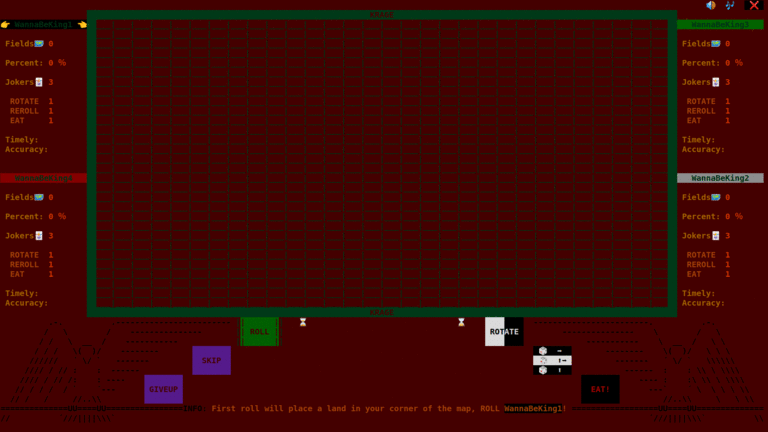 WannaBeKing1
Fields 0
Percent: 0 %
Jokers 3
ROTATE 1
REROLL 1
EAT 1
Timely:
Accuracy:
Fields 0
Percent: 0 %
Jokers 3
ROTATE 1
REROLL 1
EAT 1
Timely:
Accuracy:
Fields 0
Percent: 0 %
Jokers 3
ROTATE 1
REROLL 1
EAT 1
Timely:
Accuracy:
WannaBeKing2
Fields 0
Percent: 0 %
Jokers 3
ROTATE 1
REROLL 1
EAT 1
Timely:
Accuracy:
ROLL
ROTATE
SKIP
GIVEUP
EAT!
INFO: First roll will place a land in your corner of the map, ROLL WannaBeKing1!